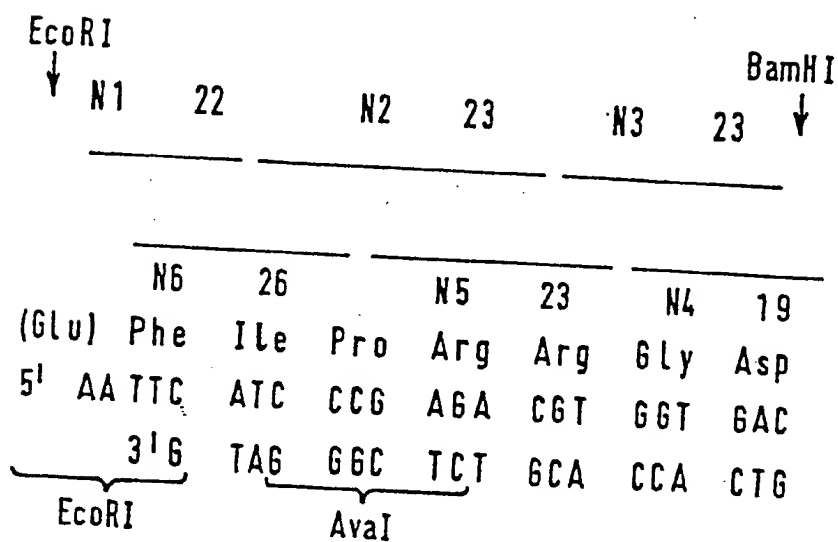 EcoRI
BamHI
N1 22 N2 23 N3 23
N6 26 N5 23 N4 19
(Glu) Phe Ile Pro Arg Arg Gly Asp
5' AA TTC ATC CCG AGA CGT GGT GAC
3'G TAG GGC TCT GCA CCA CTG
EcoRI AvaI